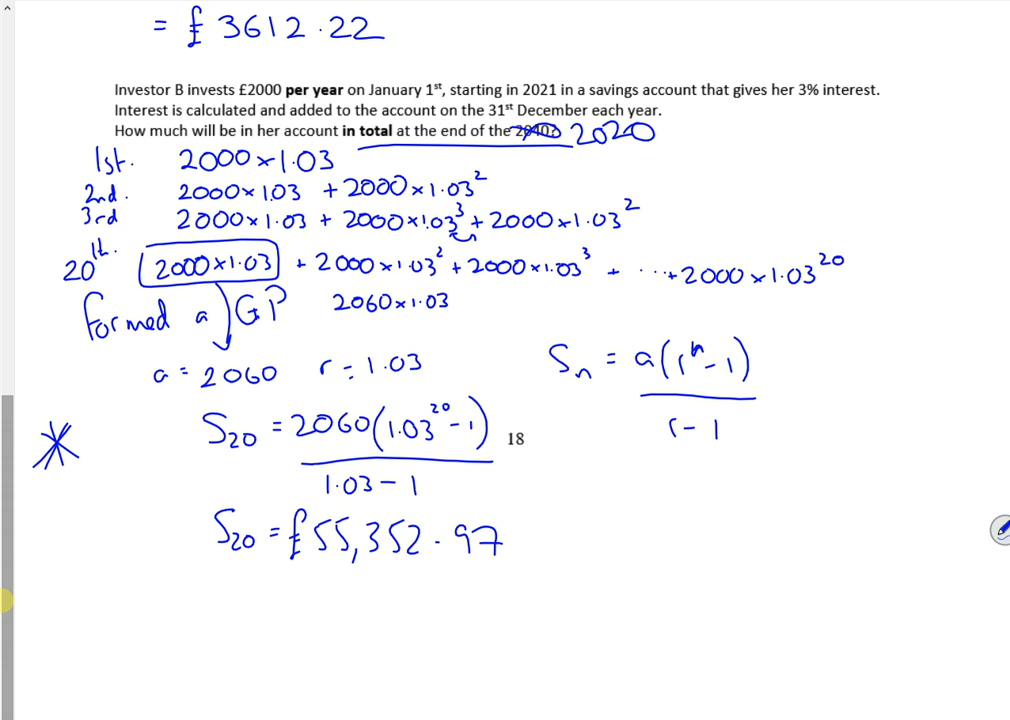 = £ 3612.22
Investor B invests £2000 per year on January 1st, starting in 2021 in a savings account that gives her 3% interest.
Interest is calculated and added to the account on the 31st December each year.
How much will be in her account in total at the end of the 2040? 2020
1st. 2000×1.03
2nd. 2000×1.03 + 2000×1.03²
3rd 2000×1.03 + 2000×1.03³ + 2000×1.03²
20th. 2000×1.03 + 2000×1.03² + 2000×1.03³ + ... + 2000×1.03²⁰
Formed a GP 2060×1.03
a = 2060 r = 1.03 Sn = a(rⁿ - 1)
r - 1
S20 = 2060(1.03²⁰ - 1) 18
1.03 - 1
S20 = £55,352.97